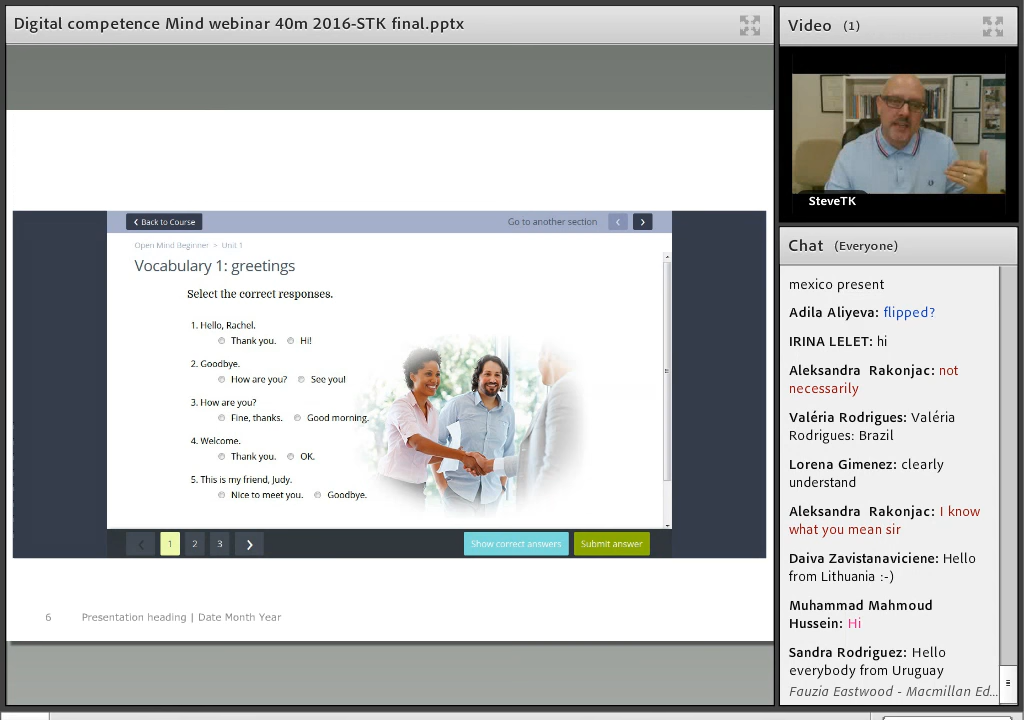 Digital competence Mind webinar 40m 2016-STK final.pptx
Back to Course
Go to another section
Open Mind Beginner > Unit 1
Vocabulary 1: greetings
Select the correct responses.
1. Hello, Rachel.
Thank you. Hi!
2. Goodbye.
How are you? See you!
3. How are you?
Fine, thanks. Good morning.
4. Welcome.
Thank you. OK.
5. This is my friend, Judy.
Nice to meet you. Goodbye.
1 2 3
Show correct answers Submit answer
6 Presentation heading | Date Month Year
Video (1)
SteveTK
Chat (Everyone)
mexico present
Adila Aliyeva: flipped?
IRINA LELET: hi
Aleksandra Rakonjac: not
necessarily
Valéria Rodrigues: Valéria
Rodrigues: Brazil
Lorena Gimenez: clearly
understand
Aleksandra Rakonjac: I know
what you mean sir
Daiva Zavistanaviciene: Hello
from Lithuania :-)
Muhammad Mahmoud
Hussein: Hi
Sandra Rodriguez: Hello
everybody from Uruguay
Fauzia Eastwood - Macmillan Ed...